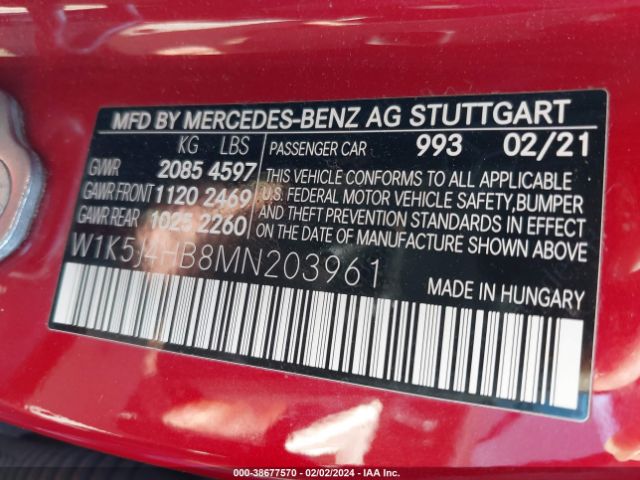 MFD BY MERCEDES-BENZ AG STUTTGART
KG LBS PASSENGER CAR 993 02/21
GVWR 2085 4597
GAWR FRONT 1120 2469
GAWR REAR 1025 2260
THIS VEHICLE CONFORMS TO ALL APPLICABLE
U.S. FEDERAL MOTOR VEHICLE SAFETY, BUMPER
AND THEFT PREVENTION STANDARDS IN EFFECT
ON THE DATE OF MANUFACTURE SHOWN ABOVE.
W1K5J4HB8MN203961
MADE IN HUNGARY
000-38677570 | 02/02/2024 | IAA Inc.